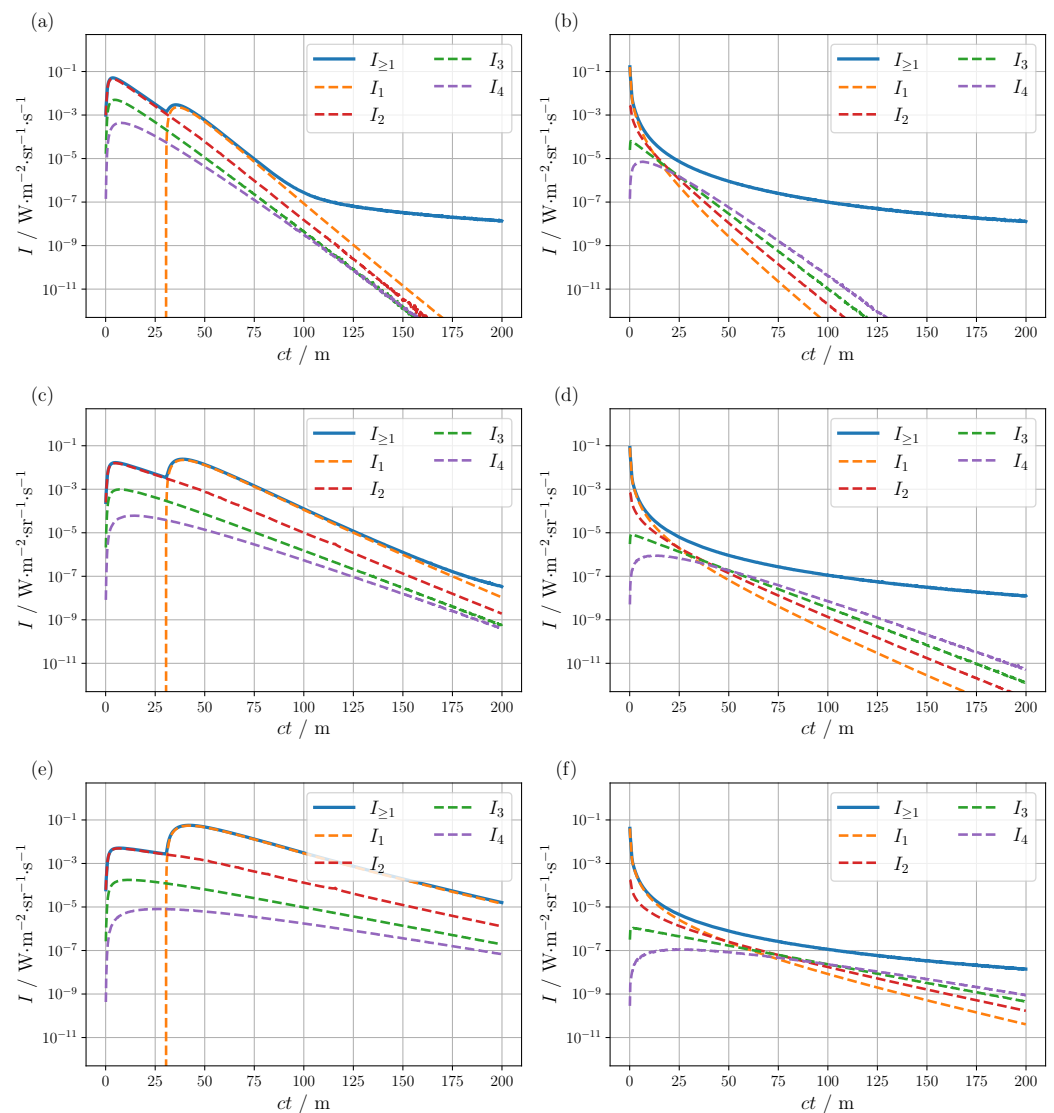 (a)
I / W·m⁻²·sr⁻¹·s⁻¹
10⁻¹
10⁻³
10⁻⁵
10⁻⁷
10⁻⁹
10⁻¹¹
I≥1
I₁
I₂
I₃
I₄
0 25 50 75 100 125 150 175 200
ct / m
(b)
I / W·m⁻²·sr⁻¹·s⁻¹
10⁻¹
10⁻³
10⁻⁵
10⁻⁷
10⁻⁹
10⁻¹¹
I≥1
I₁
I₂
I₃
I₄
0 25 50 75 100 125 150 175 200
ct / m
(c)
I / W·m⁻²·sr⁻¹·s⁻¹
10⁻¹
10⁻³
10⁻⁵
10⁻⁷
10⁻⁹
10⁻¹¹
I≥1
I₁
I₂
I₃
I₄
0 25 50 75 100 125 150 175 200
ct / m
(d)
I / W·m⁻²·sr⁻¹·s⁻¹
10⁻¹
10⁻³
10⁻⁵
10⁻⁷
10⁻⁹
10⁻¹¹
I≥1
I₁
I₂
I₃
I₄
0 25 50 75 100 125 150 175 200
ct / m
(e)
I / W·m⁻²·sr⁻¹·s⁻¹
10⁻¹
10⁻³
10⁻⁵
10⁻⁷
10⁻⁹
10⁻¹¹
I≥1
I₁
I₂
I₃
I₄
0 25 50 75 100 125 150 175 200
ct / m
(f)
I / W·m⁻²·sr⁻¹·s⁻¹
10⁻¹
10⁻³
10⁻⁵
10⁻⁷
10⁻⁹
10⁻¹¹
I≥1
I₁
I₂
I₃
I₄
0 25 50 75 100 125 150 175 200
ct / m